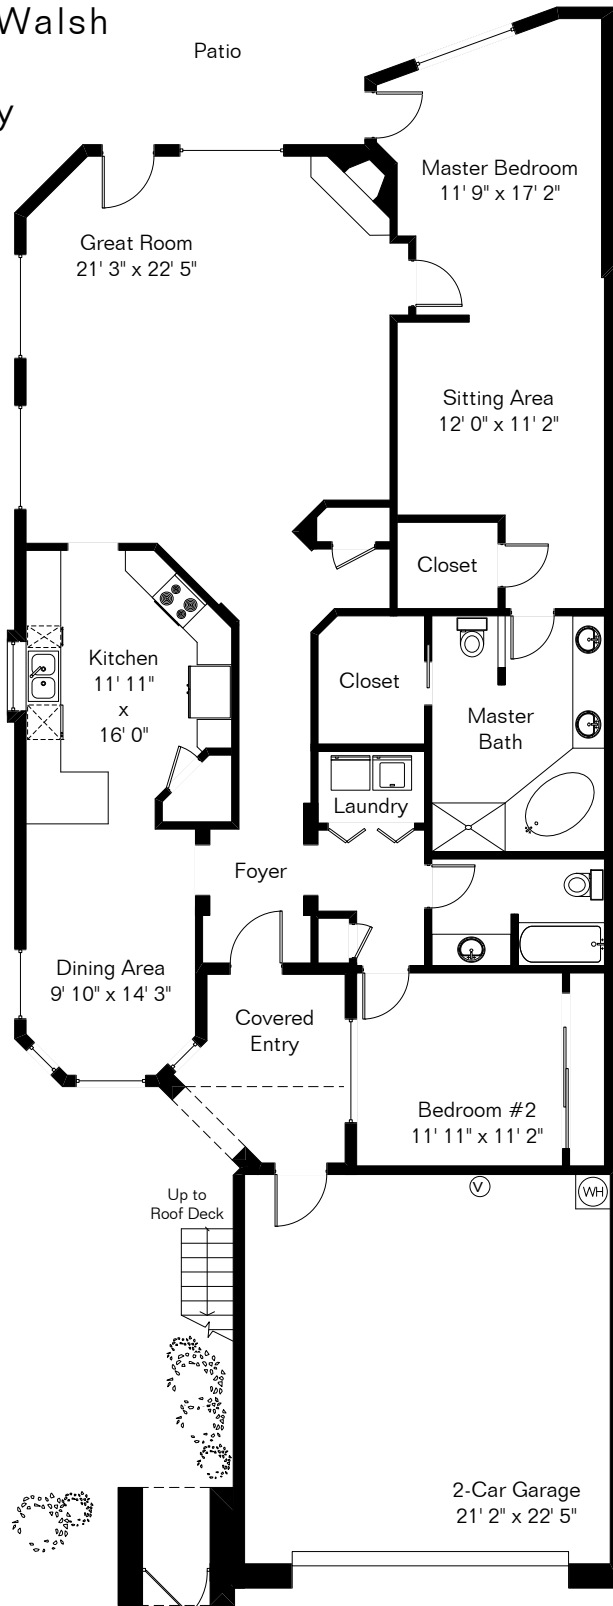 Walsh
Patio
y
Master Bedroom
11' 9" x 17' 2"
Great Room
21' 3" x 22' 5"
Sitting Area
12' 0" x 11' 2"
Closet
Kitchen
11' 11"
x
16' 0"
Closet
Master
Bath
Laundry
Foyer
Dining Area
9' 10" x 14' 3"
Covered
Entry
Bedroom #2
11' 11" x 11' 2"
V
WH
Up to
Roof Deck
2-Car Garage
21' 2" x 22' 5"